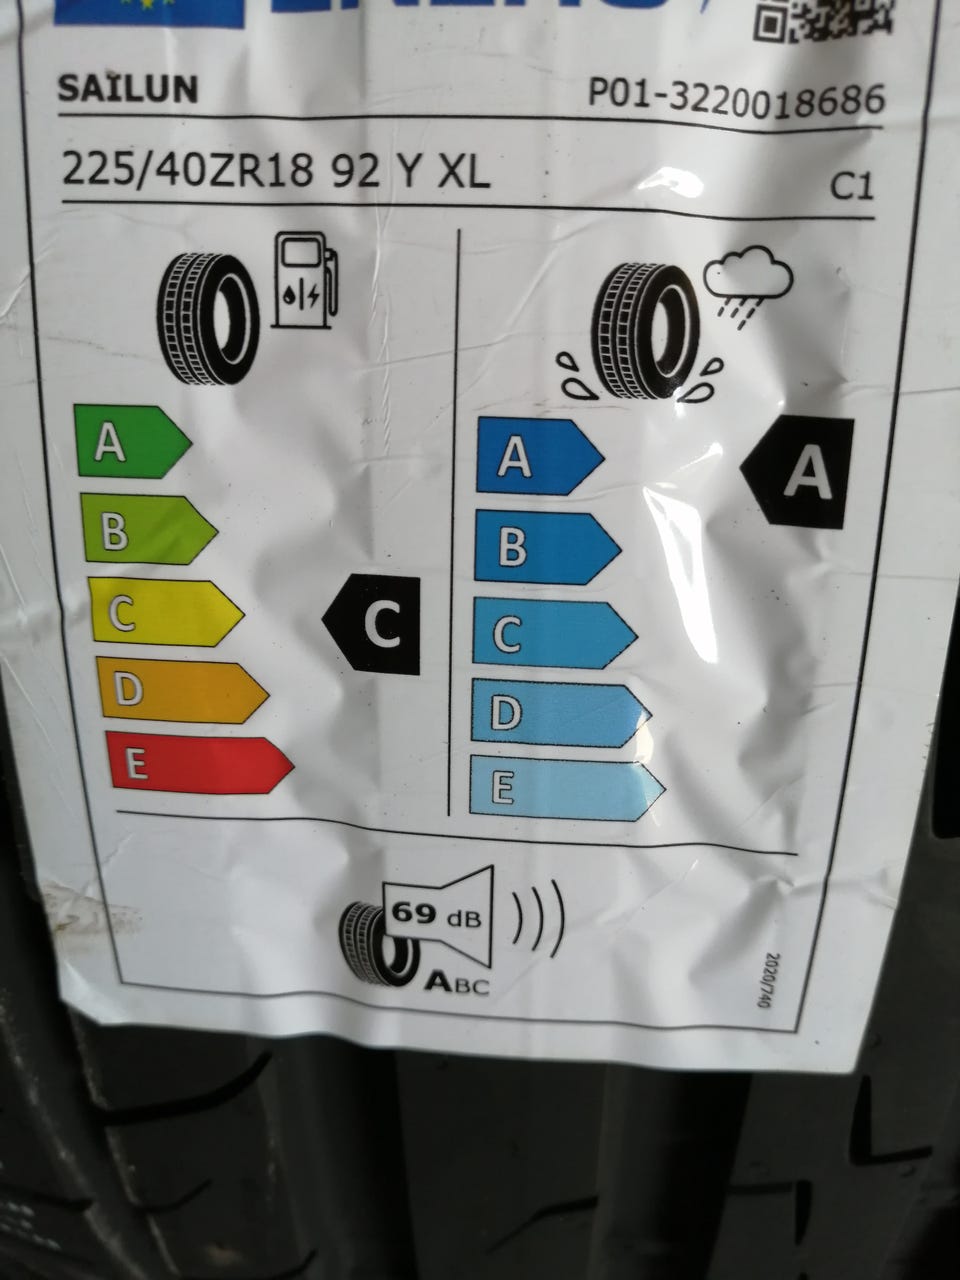 SAILUN
P01-3220018686
225/40ZR18 92 Y XL
C1
A
B
C
D
E
C
A
B
C
D
E
A
69 dB
ABC
2020/740